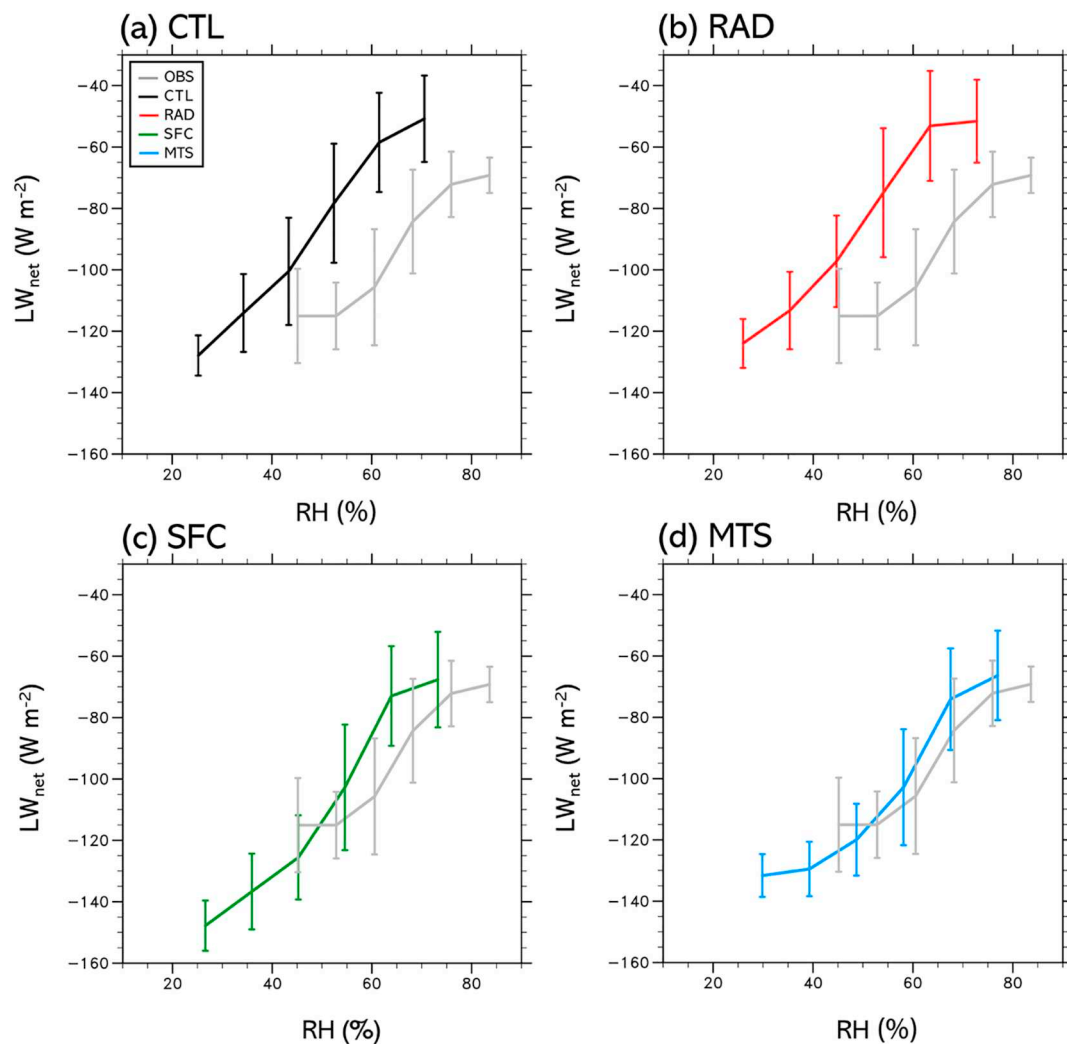 (a) CTL
OBS
CTL
RAD
SFC
MTS
−40
−60
−80
−100
−120
−140
−160
LWnet (W m-2)
20 40 60 80
RH (%)
(b) RAD
−40
−60
−80
−100
−120
−140
−160
LWnet (W m-2)
20 40 60 80
RH (%)
(c) SFC
−40
−60
−80
−100
−120
−140
−160
LWnet (W m-2)
20 40 60 80
RH (%)
(d) MTS
−40
−60
−80
−100
−120
−140
−160
LWnet (W m-2)
20 40 60 80
RH (%)